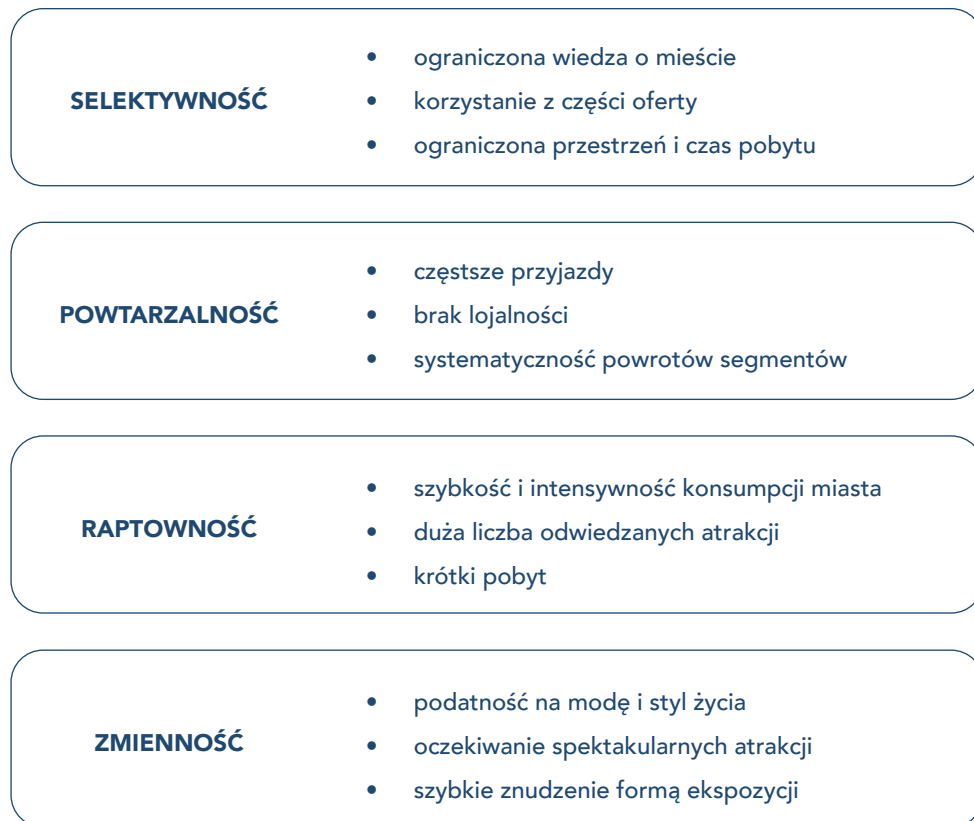 SELEKTYWNOŚĆ
• ograniczona wiedza o mieście
• korzystanie z części oferty
• ograniczona przestrzeń i czas pobytu
POWTARZALNOŚĆ
• częstsze przyjazdy
• brak lojalności
• systematyczność powrotów segmentów
RAPTOWNOŚĆ
• szybkość i intensywność konsumpcji miasta
• duża liczba odwiedzanych atrakcji
• krótki pobyt
ZMIENNOŚĆ
• podatność na modę i styl życia
• oczekiwanie spektakularnych atrakcji
• szybkie znudzenie formą ekspozycji